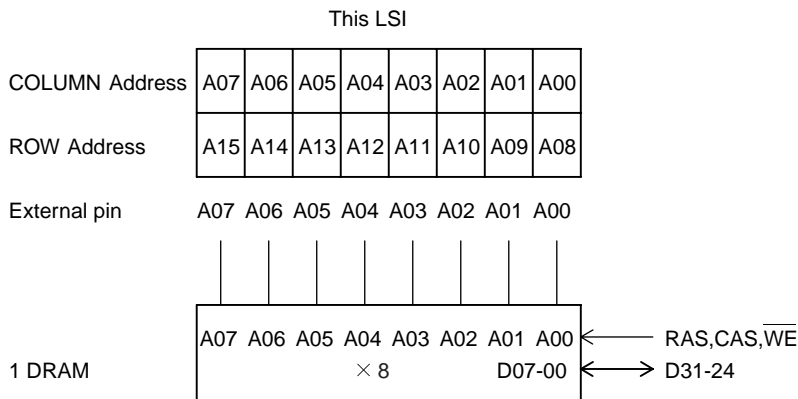 This LSI
COLUMN Address A07 A06 A05 A04 A03 A02 A01 A00
ROW Address A15 A14 A13 A12 A11 A10 A09 A08
External pin A07 A06 A05 A04 A03 A02 A01 A00
A07 A06 A05 A04 A03 A02 A01 A00 RAS,CAS,W̅E̅
1 DRAM × 8 D07-00 D31-24